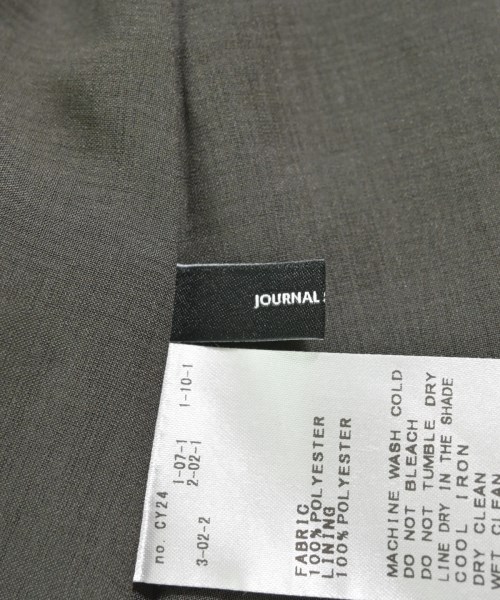 JOURNAL
no. CY24
1-07-1 1-10-1
2-02-1
3-02-2
FABRIC
100% POLYESTER
LINING
100% POLYESTER
MACHINE WASH COLD
DO NOT BLEACH
DO NOT TUMBLE DRY
LINE DRY IN THE SHADE
COOL IRON
DRY CLEAN
WET CLEAN